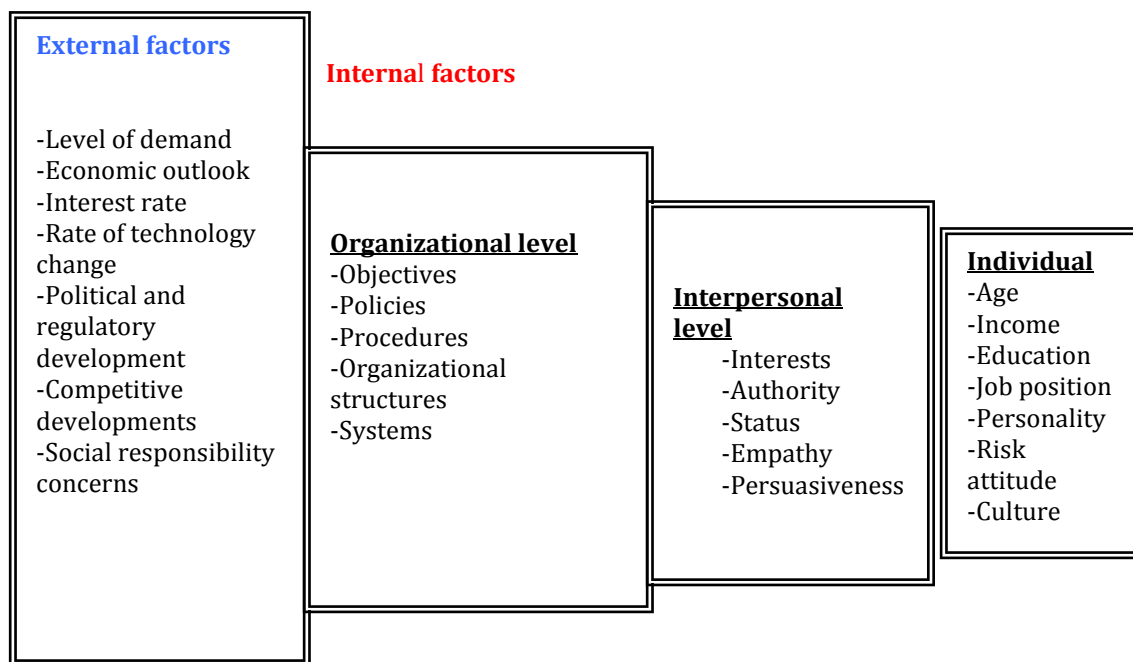 External factors
-Level of demand
-Economic outlook
-Interest rate
-Rate of technology
change
-Political and
regulatory
development
-Competitive
developments
-Social responsibility
concerns
Internal factors
Organizational level
-Objectives
-Policies
-Procedures
-Organizational
structures
-Systems
Interpersonal
level
-Interests
-Authority
-Status
-Empathy
-Persuasiveness
Individual
-Age
-Income
-Education
-Job position
-Personality
-Risk
attitude
-Culture